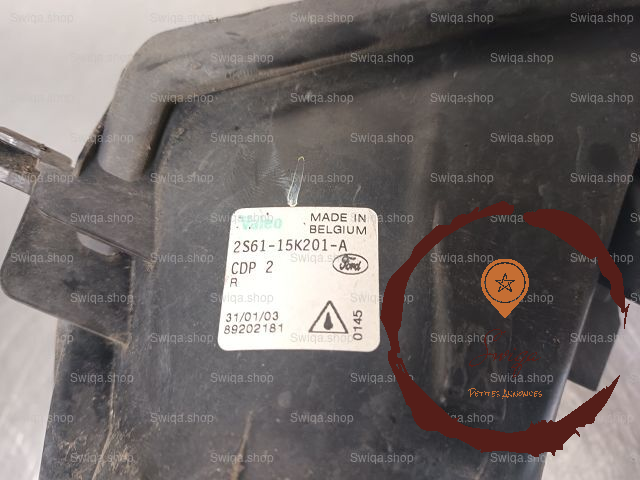 Valeo
MADE IN
BELGIUM
2S61-15K201-A
CDP 2
Ford
R
31/01/03
89202181
0145
Swiqa.shop
PETITES ANNONCES